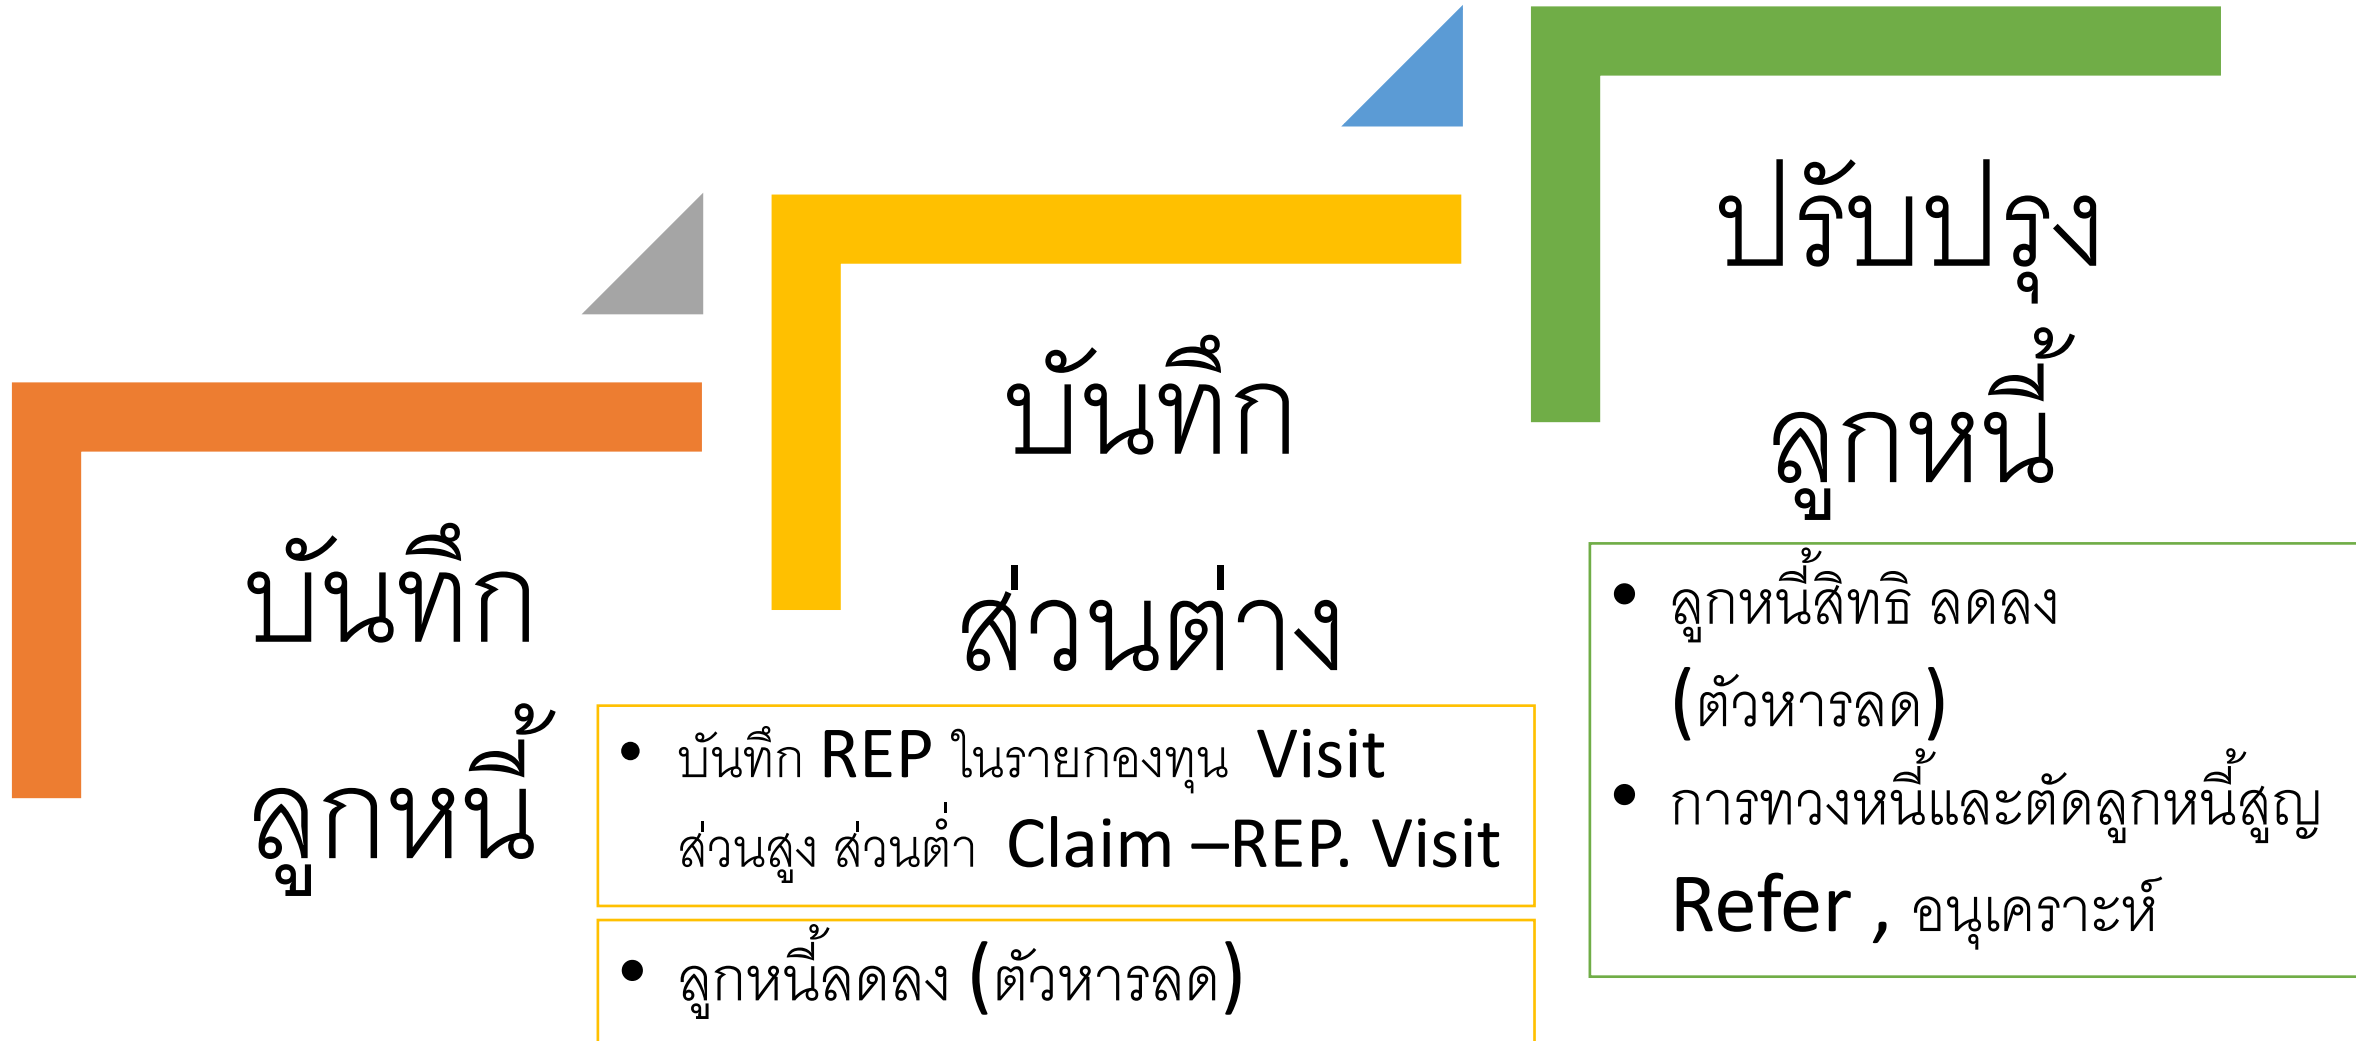 บันทึก
ลูกหนี้
บันทึก
ส่วนต่าง
• บันทึก REP ในรายกองทุน Visit
ส่วนสูง ส่วนต่ำ Claim –REP. Visit
• ลูกหนี้ลดลง (ตัวหารลด)
ปรับปรุง
ลูกหนี้
• ลูกหนี้สิทธิ ลดลง
(ตัวหารลด)
• การทวงหนี้และตัดลูกหนี้สูญ
Refer , อนุเคราะห์